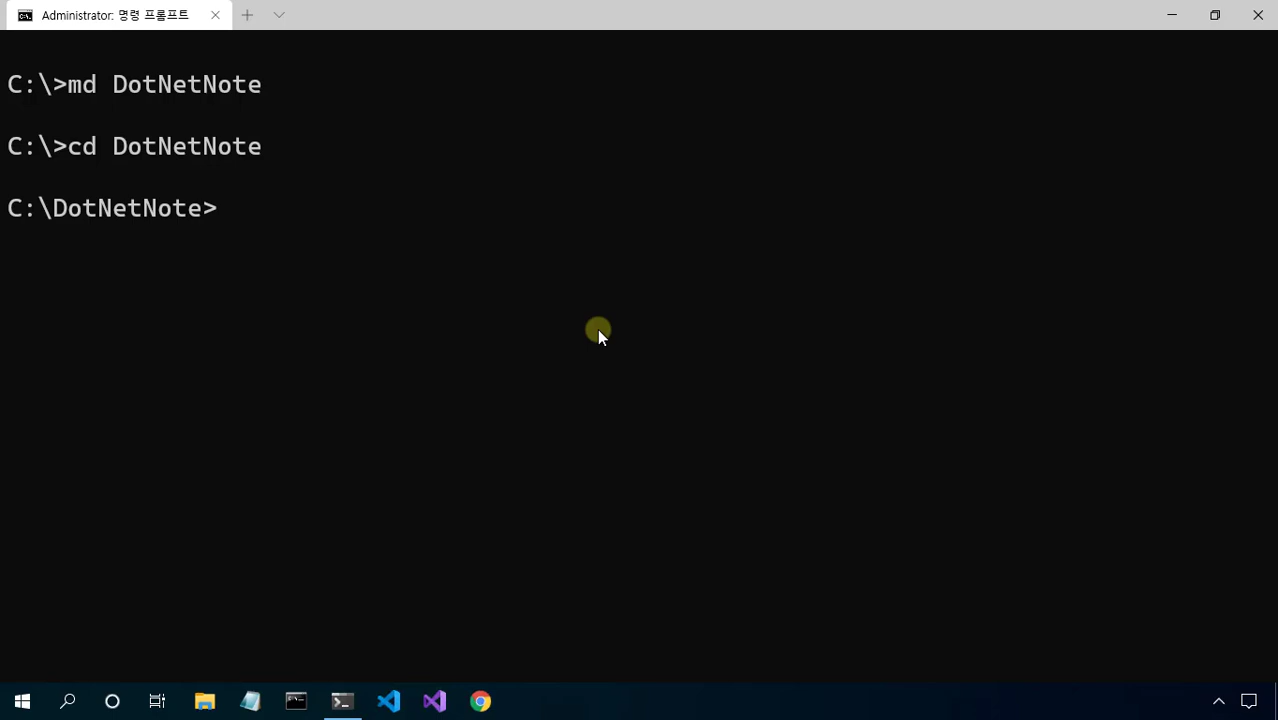 Administrator: 명령 프롬프트
C:\>md DotNetNote
C:\>cd DotNetNote
C:\DotNetNote>